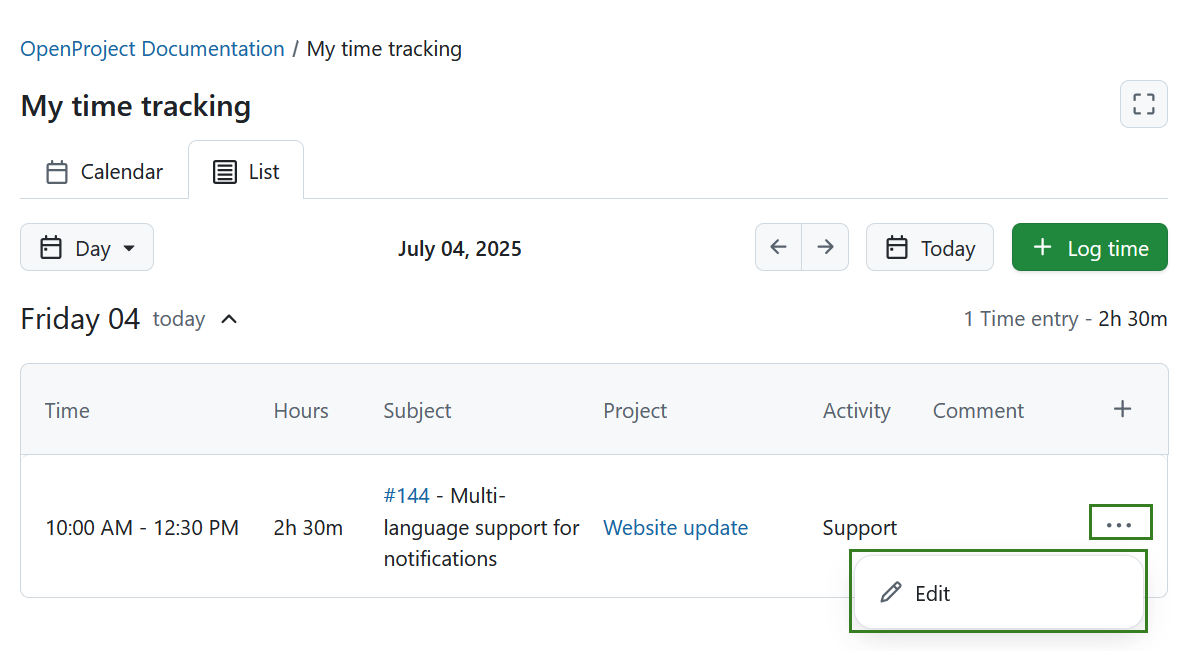 OpenProject Documentation / My time tracking
My time tracking
Calendar
List
Day
July 04, 2025
Today
+ Log time
Friday 04 today
1 Time entry - 2h 30m
Time Hours Subject Project Activity Comment +
#144 - Multi-
10:00 AM - 12:30 PM 2h 30m language support for Website update Support ...
notifications
Edit